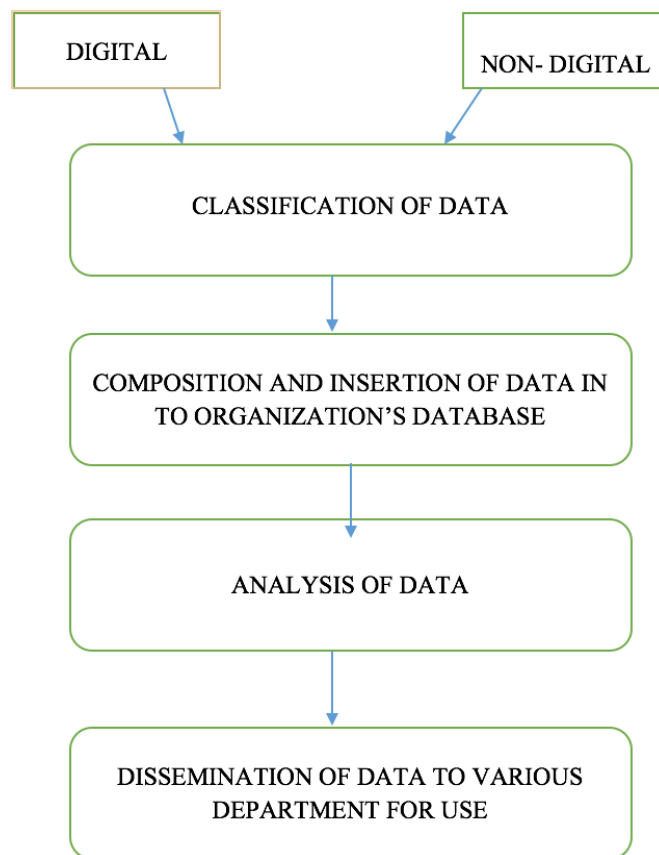 DIGITAL
NON- DIGITAL
CLASSIFICATION OF DATA
COMPOSITION AND INSERTION OF DATA IN
TO ORGANIZATION’S DATABASE
ANALYSIS OF DATA
DISSEMINATION OF DATA TO VARIOUS
DEPARTMENT FOR USE